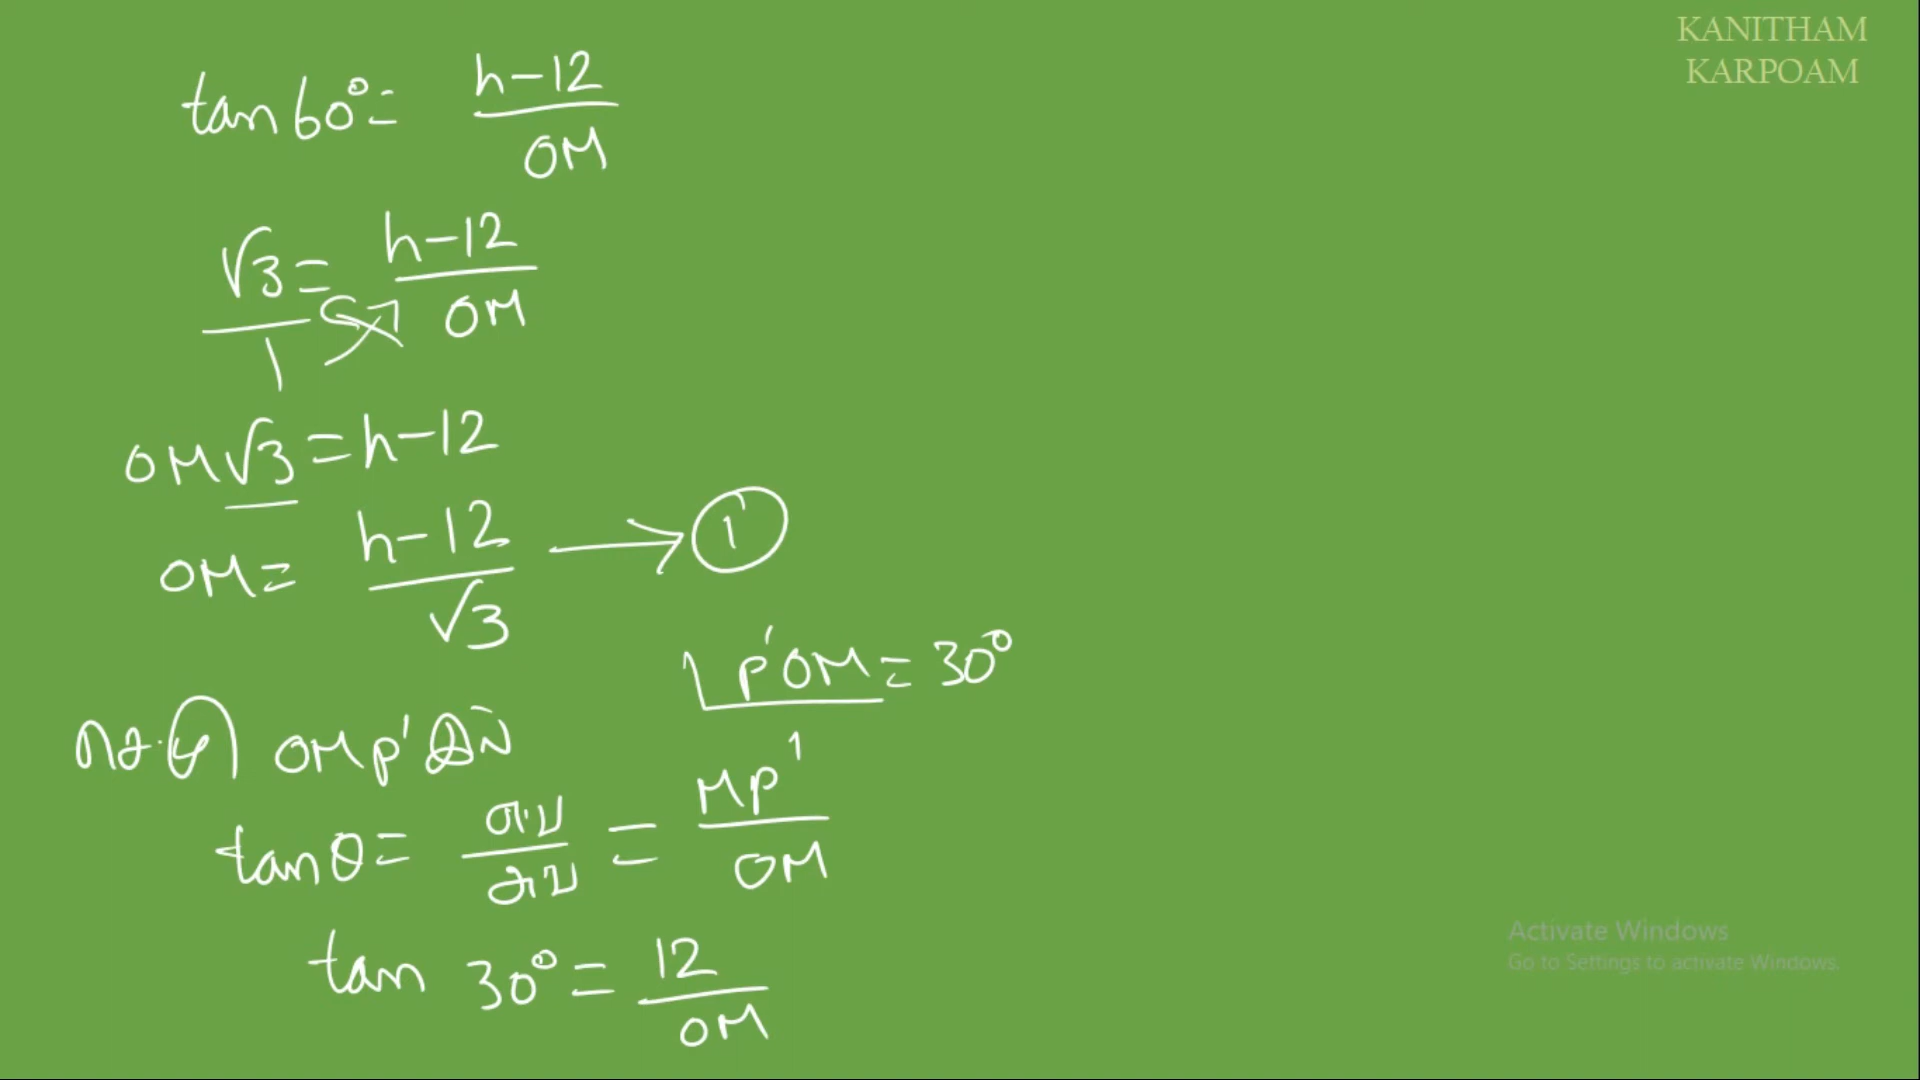 KANITHAM
KARPOAM
tan 60° = h-12 / OM
√3 / 1 = h-12 / OM
OM√3 = h-12
OM = h-12 / √3 → 1
∠P'OM = 30°
OMP' இல்
tan θ = எ.ப / அ.ப = MP' / OM
tan 30° = 12 / OM
Activate Windows
Go to Settings to activate Windows.